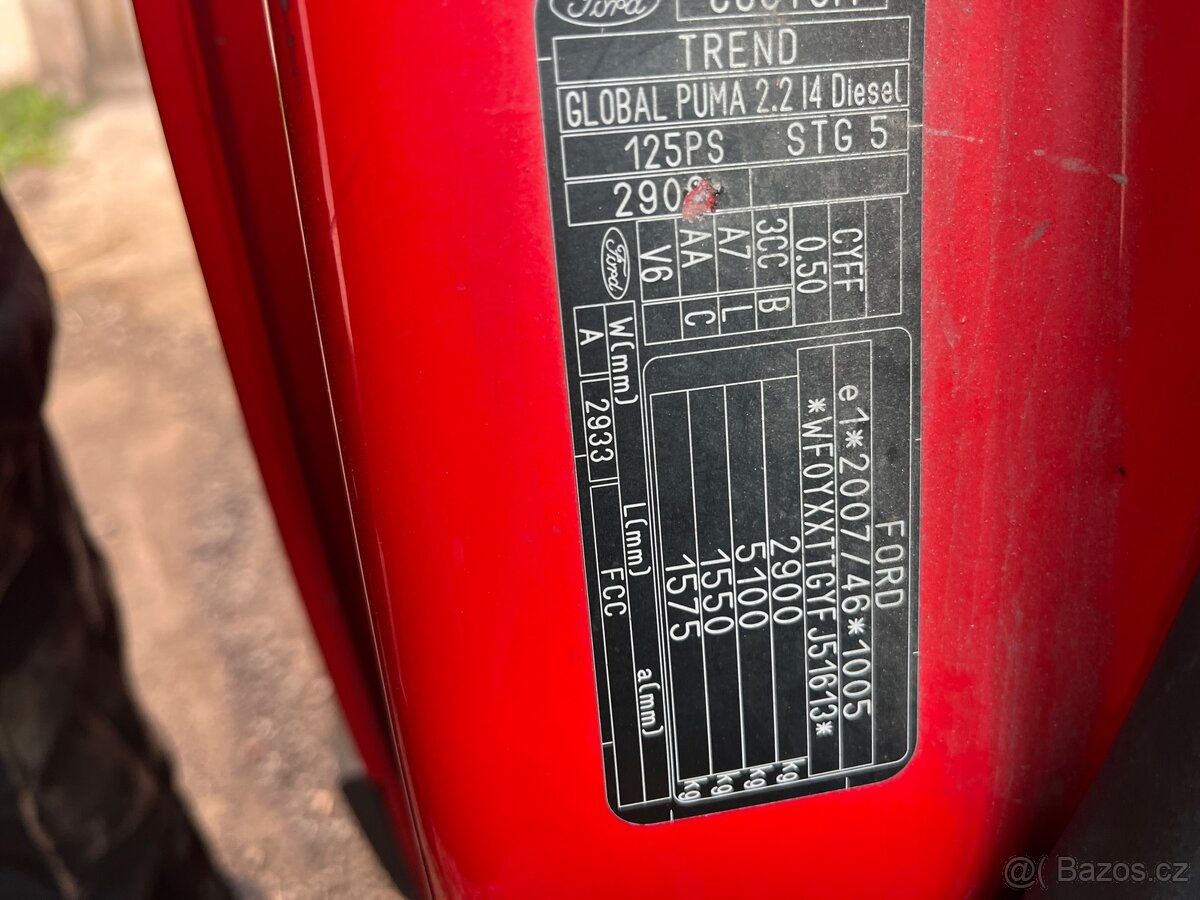 Ford
CUSTOM
TREND
GLOBAL PUMA 2.2 I4 Diesel
125PS STG 5
290
CYFF
0.50
3CC B
A7 L
AA C
V6
Ford
FORD
e1*2007/46*1005
*WF0YXXTTGYFJ51613*
2900 kg
5100 kg
1550 kg
1575 kg
W(mm) L(mm) a(mm)
A 2933 FCC
@( Bazos.cz